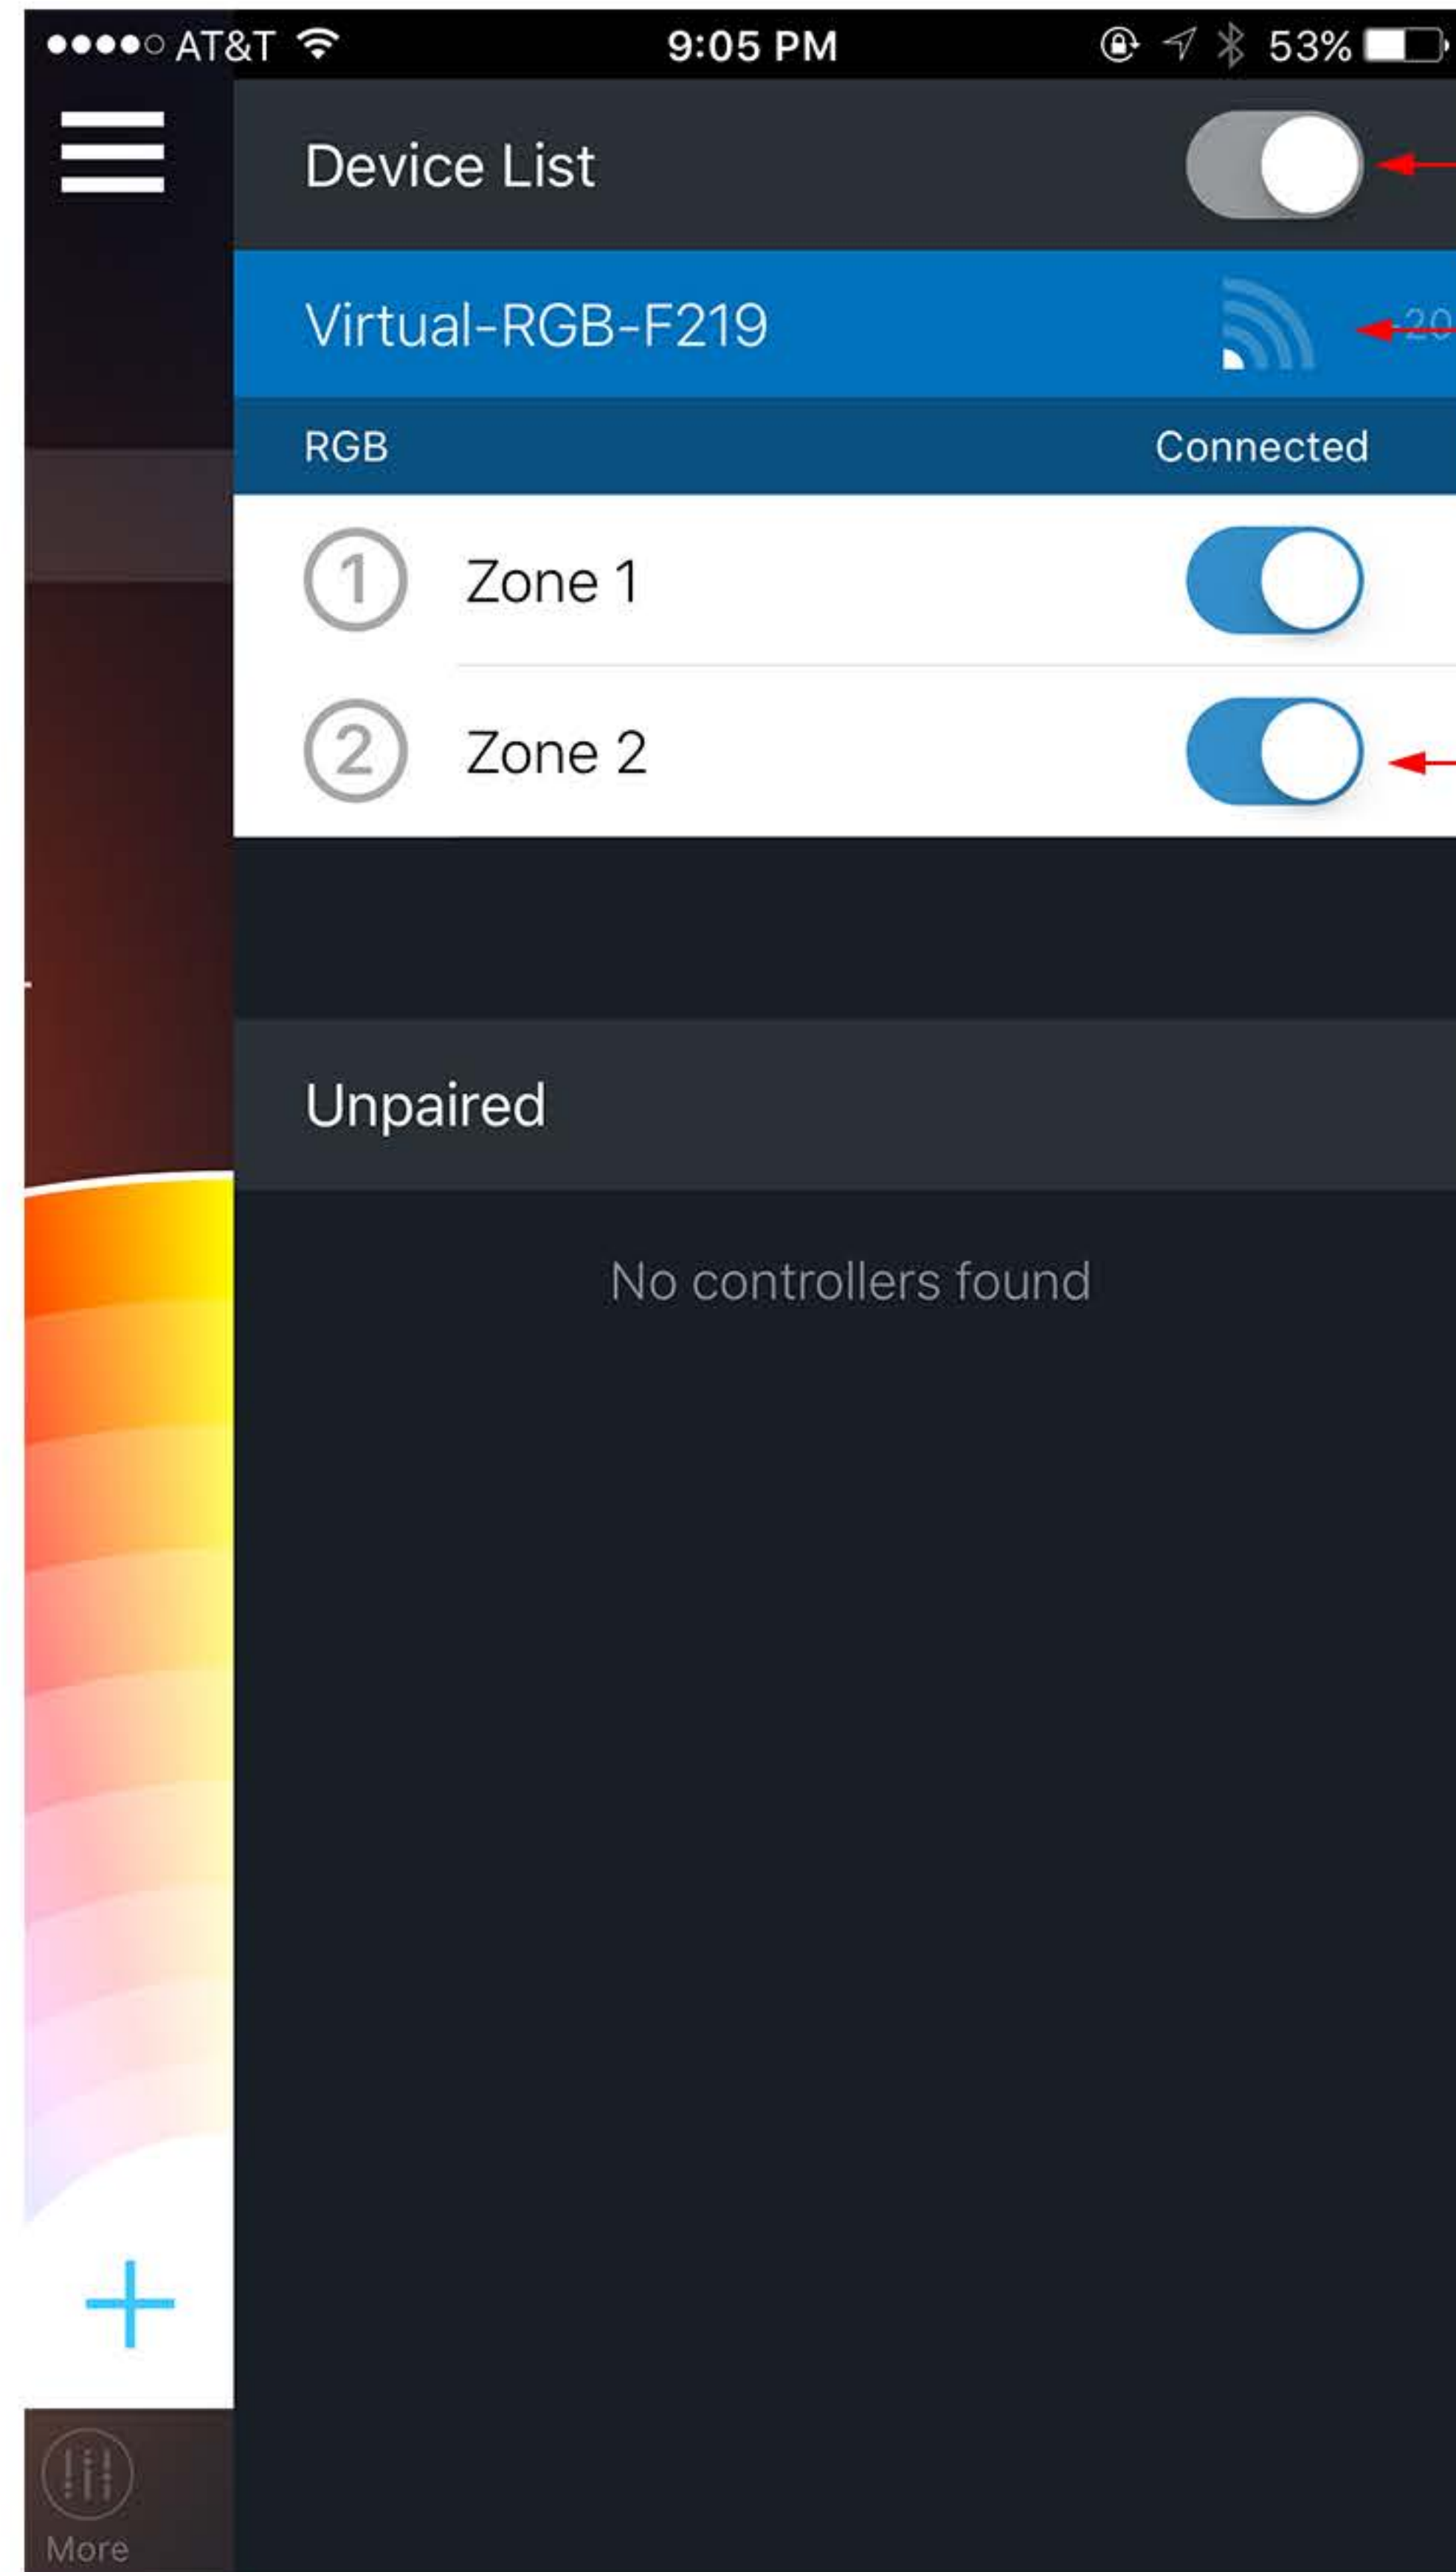 AT&T 9:05 PM 53%
Device List
Virtual-RGB-F219 -20
RGB Connected
1 Zone 1
2 Zone 2
Unpaired
No controllers found
More